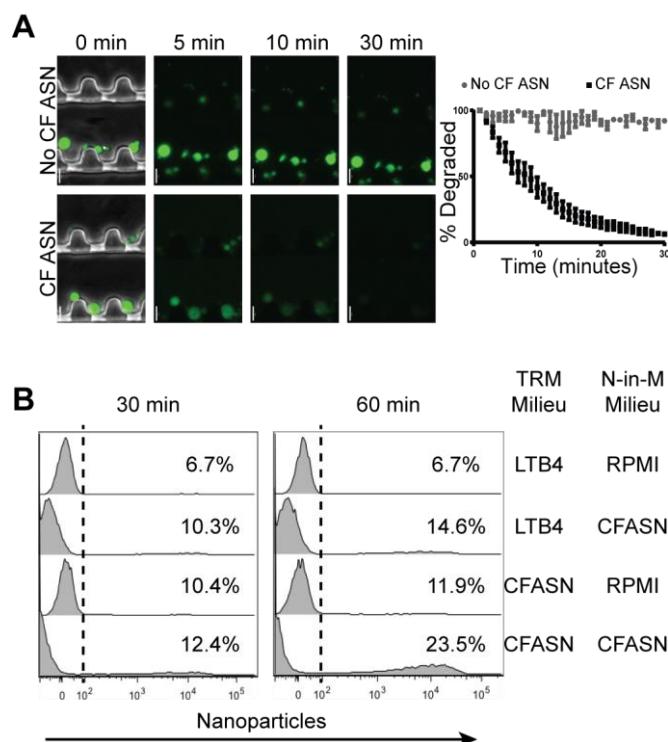 A
0 min 5 min 10 min 30 min
No CF ASN
CF ASN
No CF ASN CF ASN
% Degraded
100
50
0
0 10 20 30
Time (minutes)
B
30 min 60 min
TRM Milieu N-in-M Milieu
6.7% 6.7% LTB4 RPMI
10.3% 14.6% LTB4 CFASN
10.4% 11.9% CFASN RPMI
12.4% 23.5% CFASN CFASN
0 10² 10³ 10⁴ 10⁵ 0 10² 10³ 10⁴ 10⁵
Nanoparticles